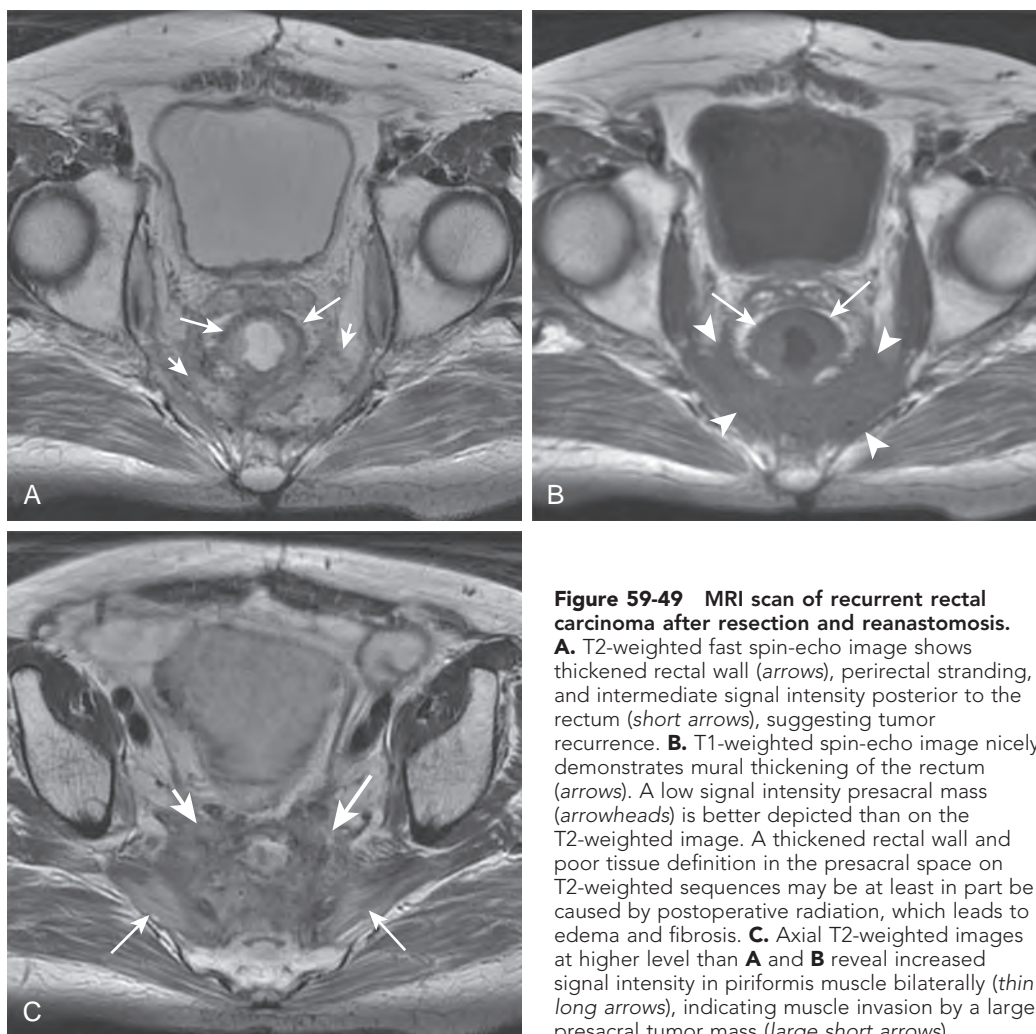 A
B
C
Figure 59-49 MRI scan of recurrent rectal
carcinoma after resection and reanastomosis.
A. T2-weighted fast spin-echo image shows
thickened rectal wall (arrows), perirectal stranding,
and intermediate signal intensity posterior to the
rectum (short arrows), suggesting tumor
recurrence. B. T1-weighted spin-echo image nicely
demonstrates mural thickening of the rectum
(arrows). A low signal intensity presacral mass
(arrowheads) is better depicted than on the
T2-weighted image. A thickened rectal wall and
poor tissue definition in the presacral space on
T2-weighted sequences may be at least in part be
caused by postoperative radiation, which leads to
edema and fibrosis. C. Axial T2-weighted images
at higher level than A and B reveal increased
signal intensity in piriformis muscle bilaterally (thin
long arrows), indicating muscle invasion by a large
presacral tumor mass (large short arrows).